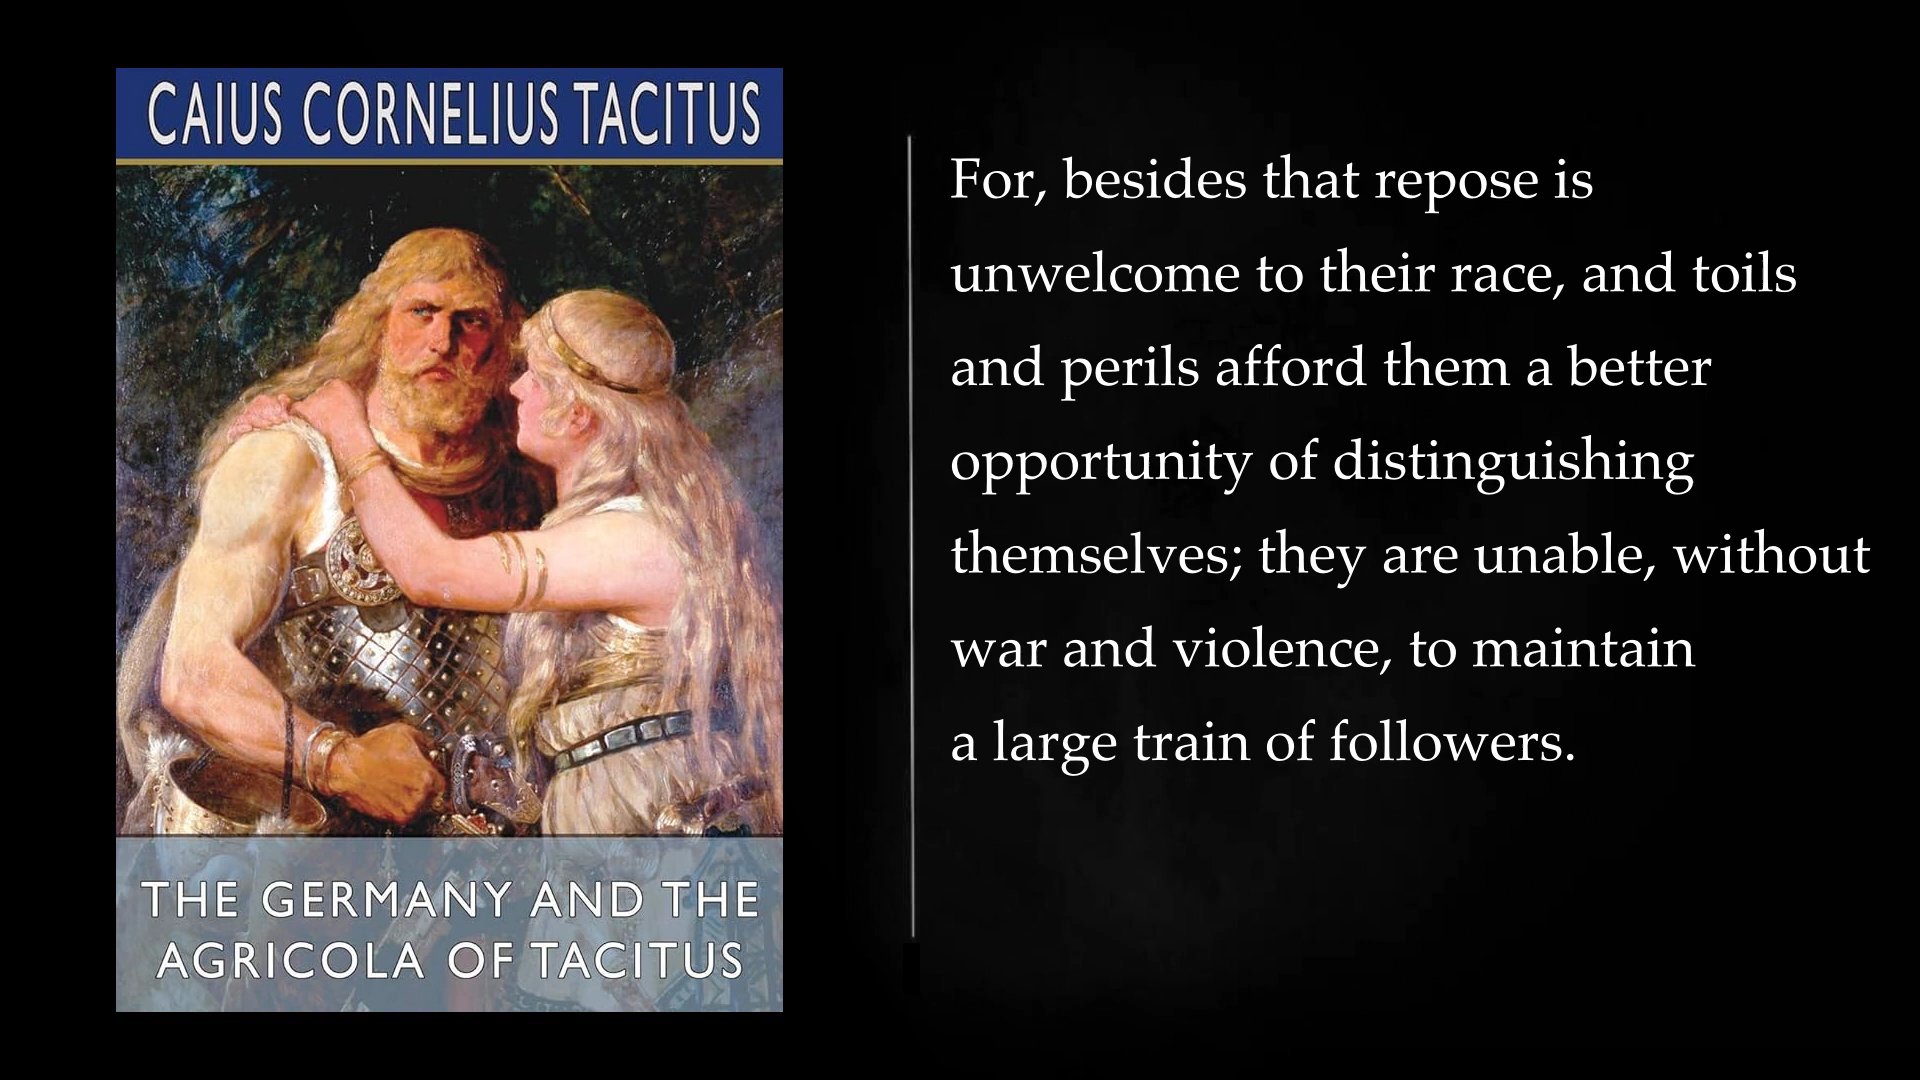 CAIUS CORNELIUS TACITUS
THE GERMANY AND THE
AGRICOLA OF TACITUS
For, besides that repose is
unwelcome to their race, and toils
and perils afford them a better
opportunity of distinguishing
themselves; they are unable, without
war and violence, to maintain
a large train of followers.